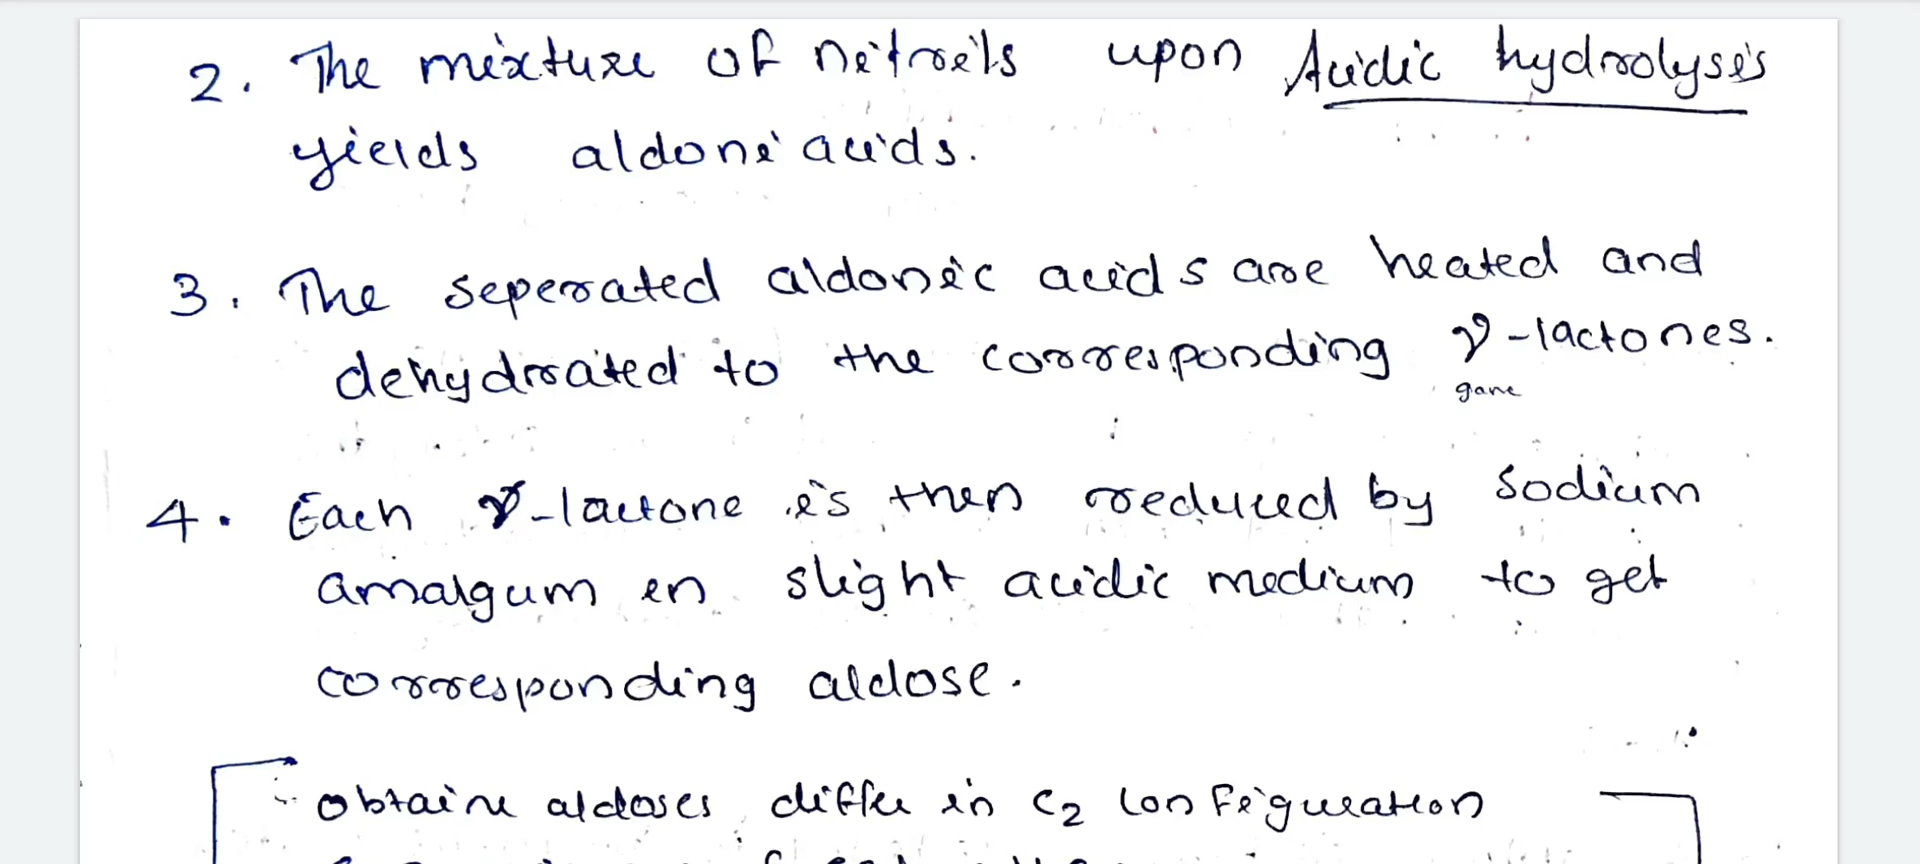 2. The mixture of nitrils upon Acidic hydrolysis
yields aldonic acids.
3. The seperated aldonic acids are heated and
dehydrated to the corresponding γ-lactones.
gane
4. Each γ-lactone is then reduced by sodium
amalgum in slight acidic medium to get
corresponding aldose.
∴ obtaine aldoses differ in C2 configuration